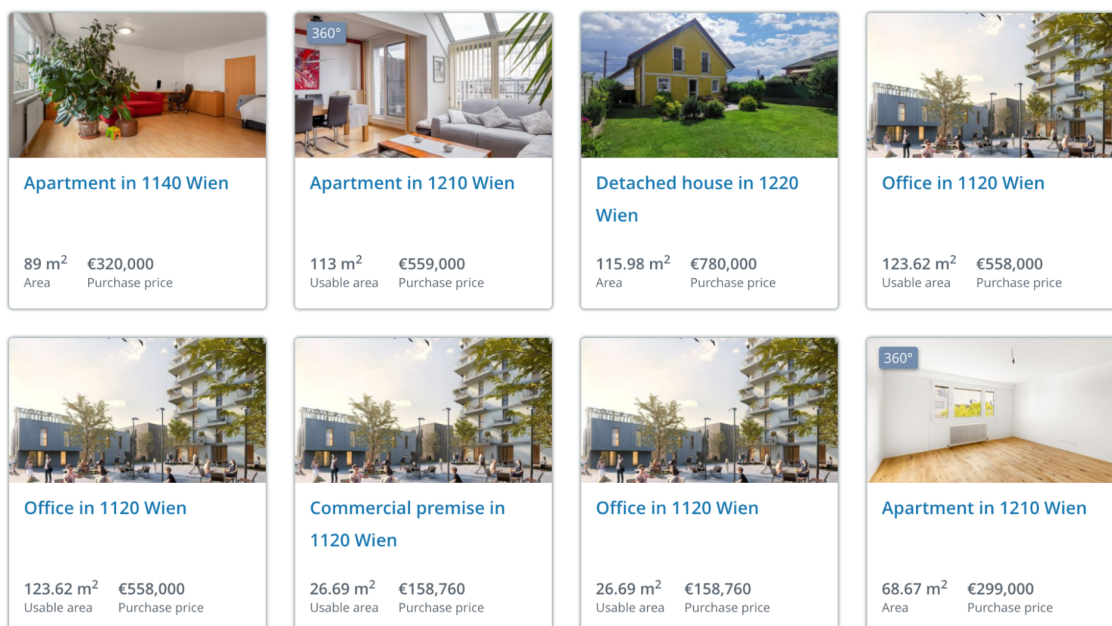 360°
Apartment in 1140 Wien
Apartment in 1210 Wien
Detached house in 1220
Wien
Office in 1120 Wien
89 m² €320,000
Area Purchase price
113 m² €559,000
Usable area Purchase price
115.98 m² €780,000
Area Purchase price
123.62 m² €558,000
Usable area Purchase price
360°
Office in 1120 Wien
Commercial premise in
1120 Wien
Office in 1120 Wien
Apartment in 1210 Wien
123.62 m² €558,000
Usable area Purchase price
26.69 m² €158,760
Usable area Purchase price
26.69 m² €158,760
Usable area Purchase price
68.67 m² €299,000
Area Purchase price